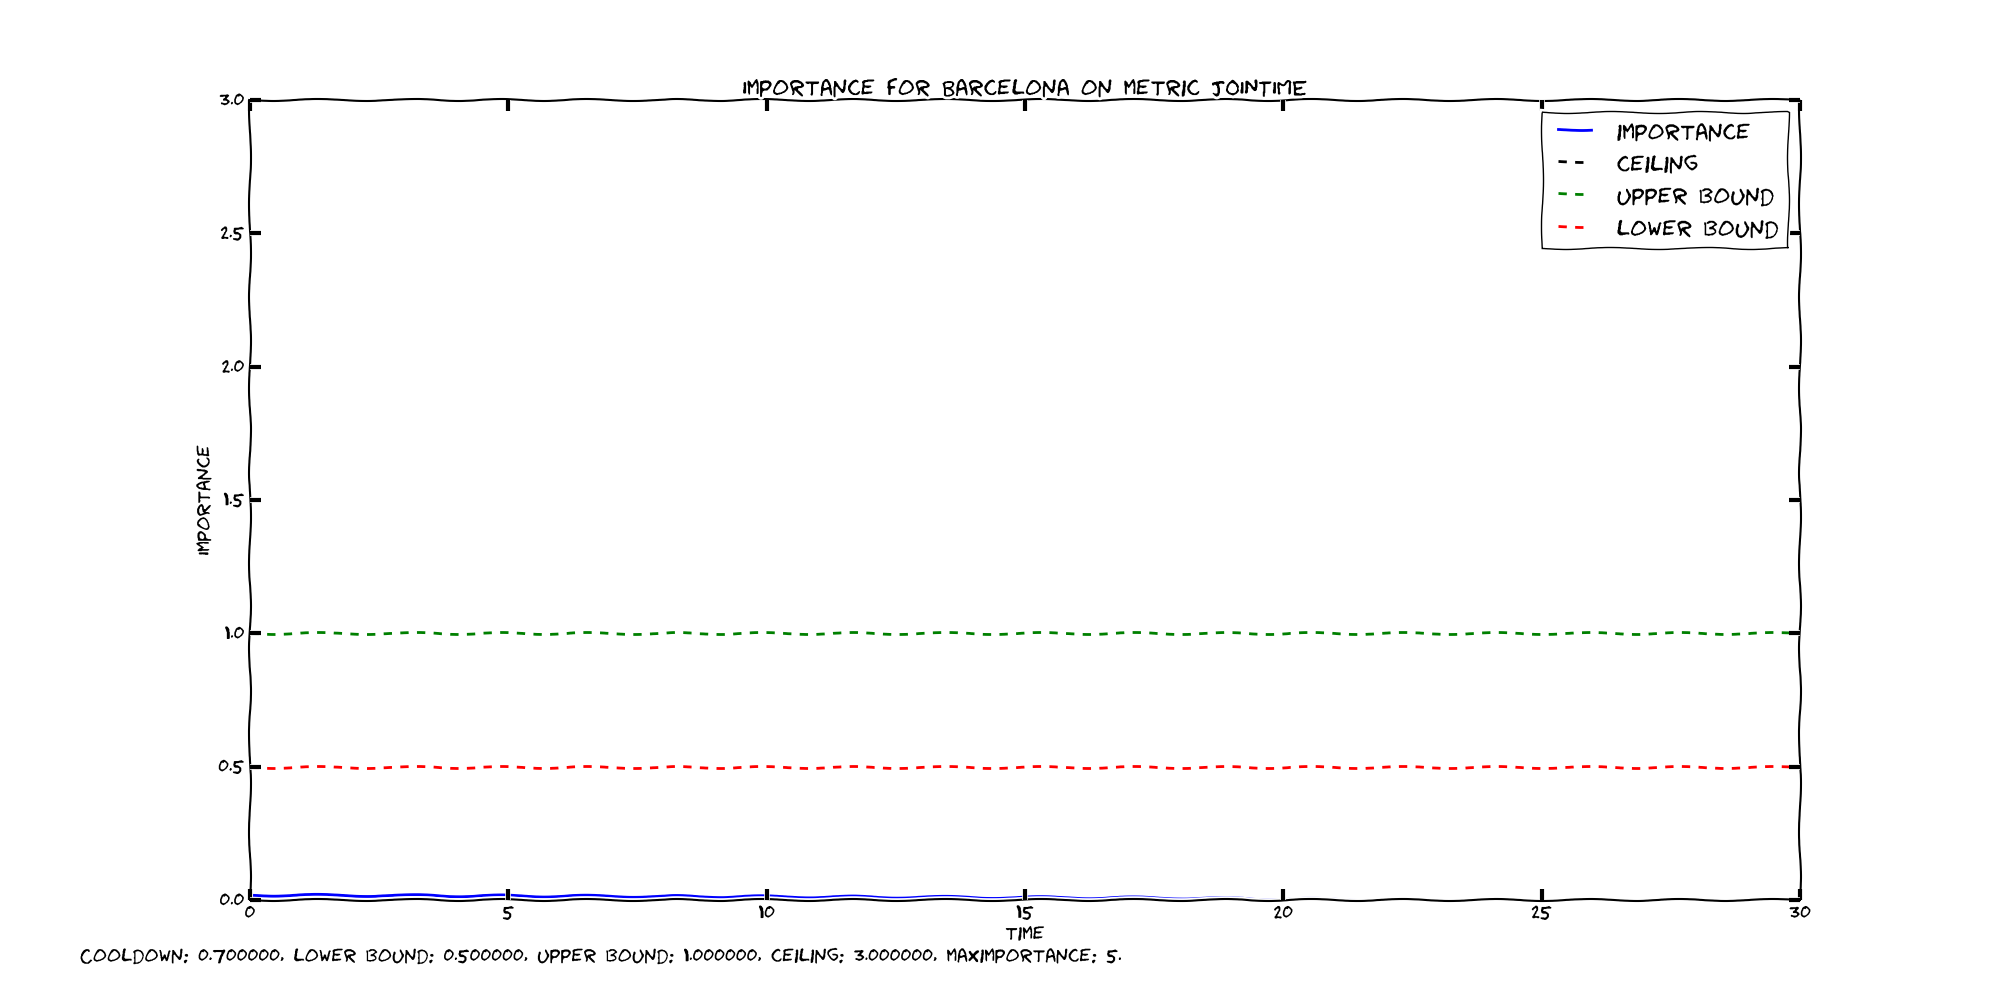 IMPORTANCE FOR BARCELONA ON METRIC JOINTIME
3.0
2.5
2.0
1.5
1.0
0.5
0.0
IMPORTANCE
IMPORTANCE
CEILING
UPPER BOUND
LOWER BOUND
0 5 10 15 20 25 30
TIME
COOLDOWN: 0.700000, LOWER BOUND: 0.500000, UPPER BOUND: 1.000000, CEILING: 3.000000, MAXIMPORTANCE: 5.